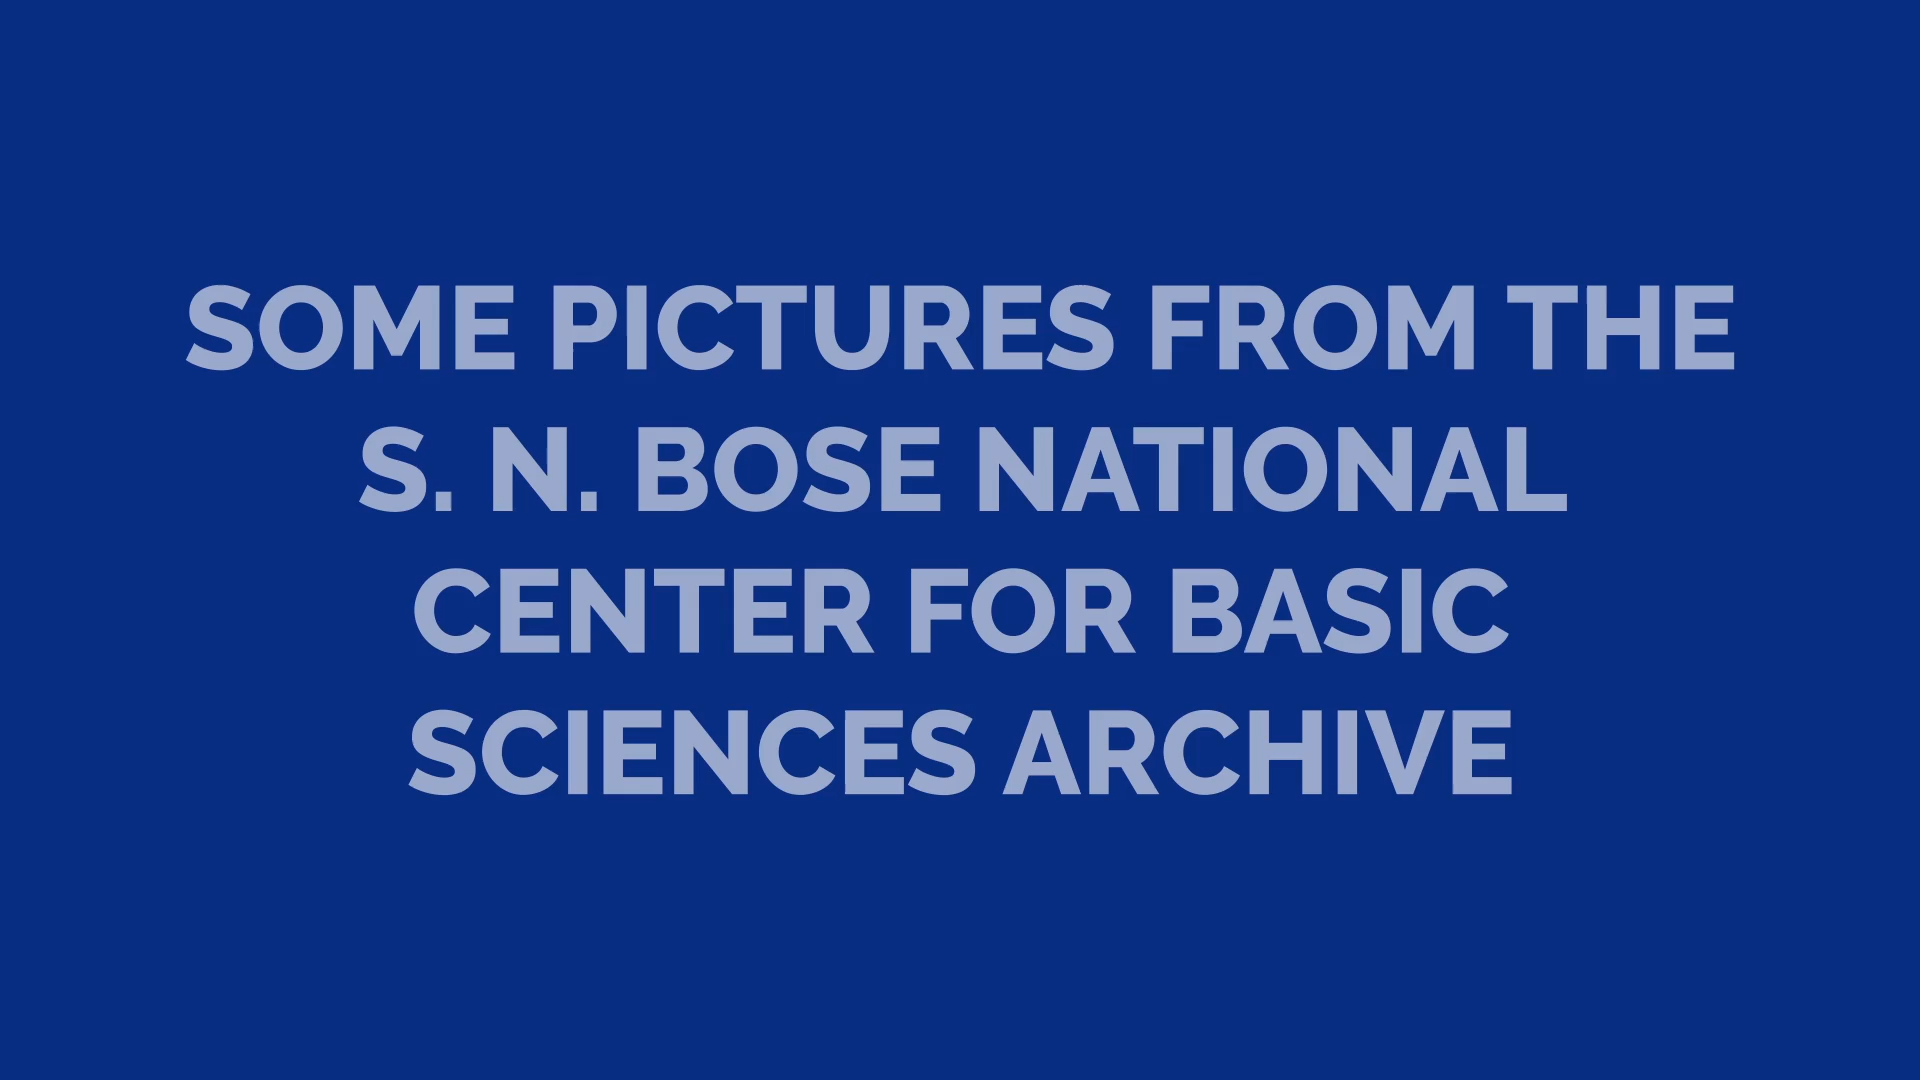 SOME PICTURES FROM THE
S. N. BOSE NATIONAL
CENTER FOR BASIC
SCIENCES ARCHIVE